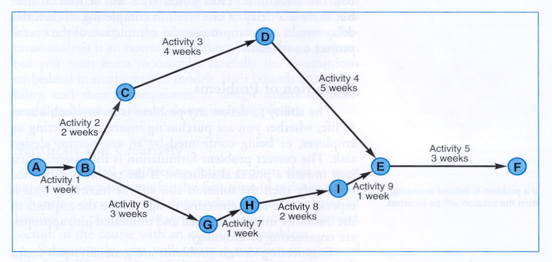 D
Activity 3
4 weeks
C
Activity 4
5 weeks
Activity 2
2 weeks
Activity 5
3 weeks
A
B
E
F
Activity 1
1 week
Activity 6
3 weeks
I
Activity 9
1 week
H
Activity 8
2 weeks
G
Activity 7
1 week